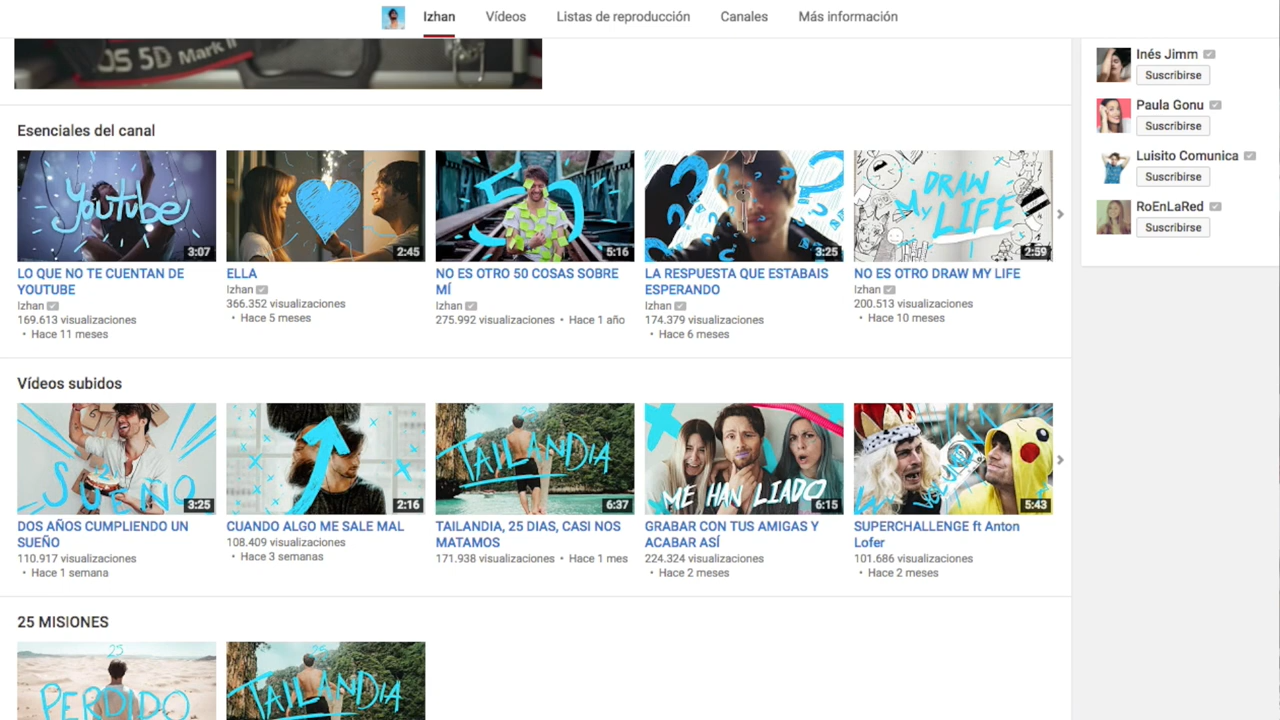 Izhan
Vídeos
Listas de reproducción
Canales
Más información
OS 5D Mark II
Inés Jimm
Suscribirse
Paula Gonu
Suscribirse
Luisito Comunica
Suscribirse
RoEnLaRed
Suscribirse
Esenciales del canal
Youtube
3:07
2:45
50
5:16
3:25
DRAW
My LIFE
2:59
LO QUE NO TE CUENTAN DE
YOUTUBE
Izhan
169.613 visualizaciones
• Hace 11 meses
ELLA
Izhan
366.352 visualizaciones
• Hace 5 meses
NO ES OTRO 50 COSAS SOBRE
MÍ
Izhan
275.992 visualizaciones • Hace 1 año
LA RESPUESTA QUE ESTABAIS
ESPERANDO
Izhan
174.379 visualizaciones
• Hace 6 meses
NO ES OTRO DRAW MY LIFE
Izhan
200.513 visualizaciones
• Hace 10 meses
Vídeos subidos
SUEÑO
3:25
2:16
25
TAILANDIA
6:37
ME HAN LIADO
6:15
5:43
DOS AÑOS CUMPLIENDO UN
SUEÑO
110.917 visualizaciones
• Hace 1 semana
CUANDO ALGO ME SALE MAL
108.409 visualizaciones
• Hace 3 semanas
TAILANDIA, 25 DIAS, CASI NOS
MATAMOS
171.938 visualizaciones • Hace 1 mes
GRABAR CON TUS AMIGAS Y
ACABAR ASÍ
224.324 visualizaciones
• Hace 2 meses
SUPERCHALLENGE ft Anton
Lofer
101.686 visualizaciones
• Hace 2 meses
25 MISIONES
25
PERDIDO
25
TAILANDIA